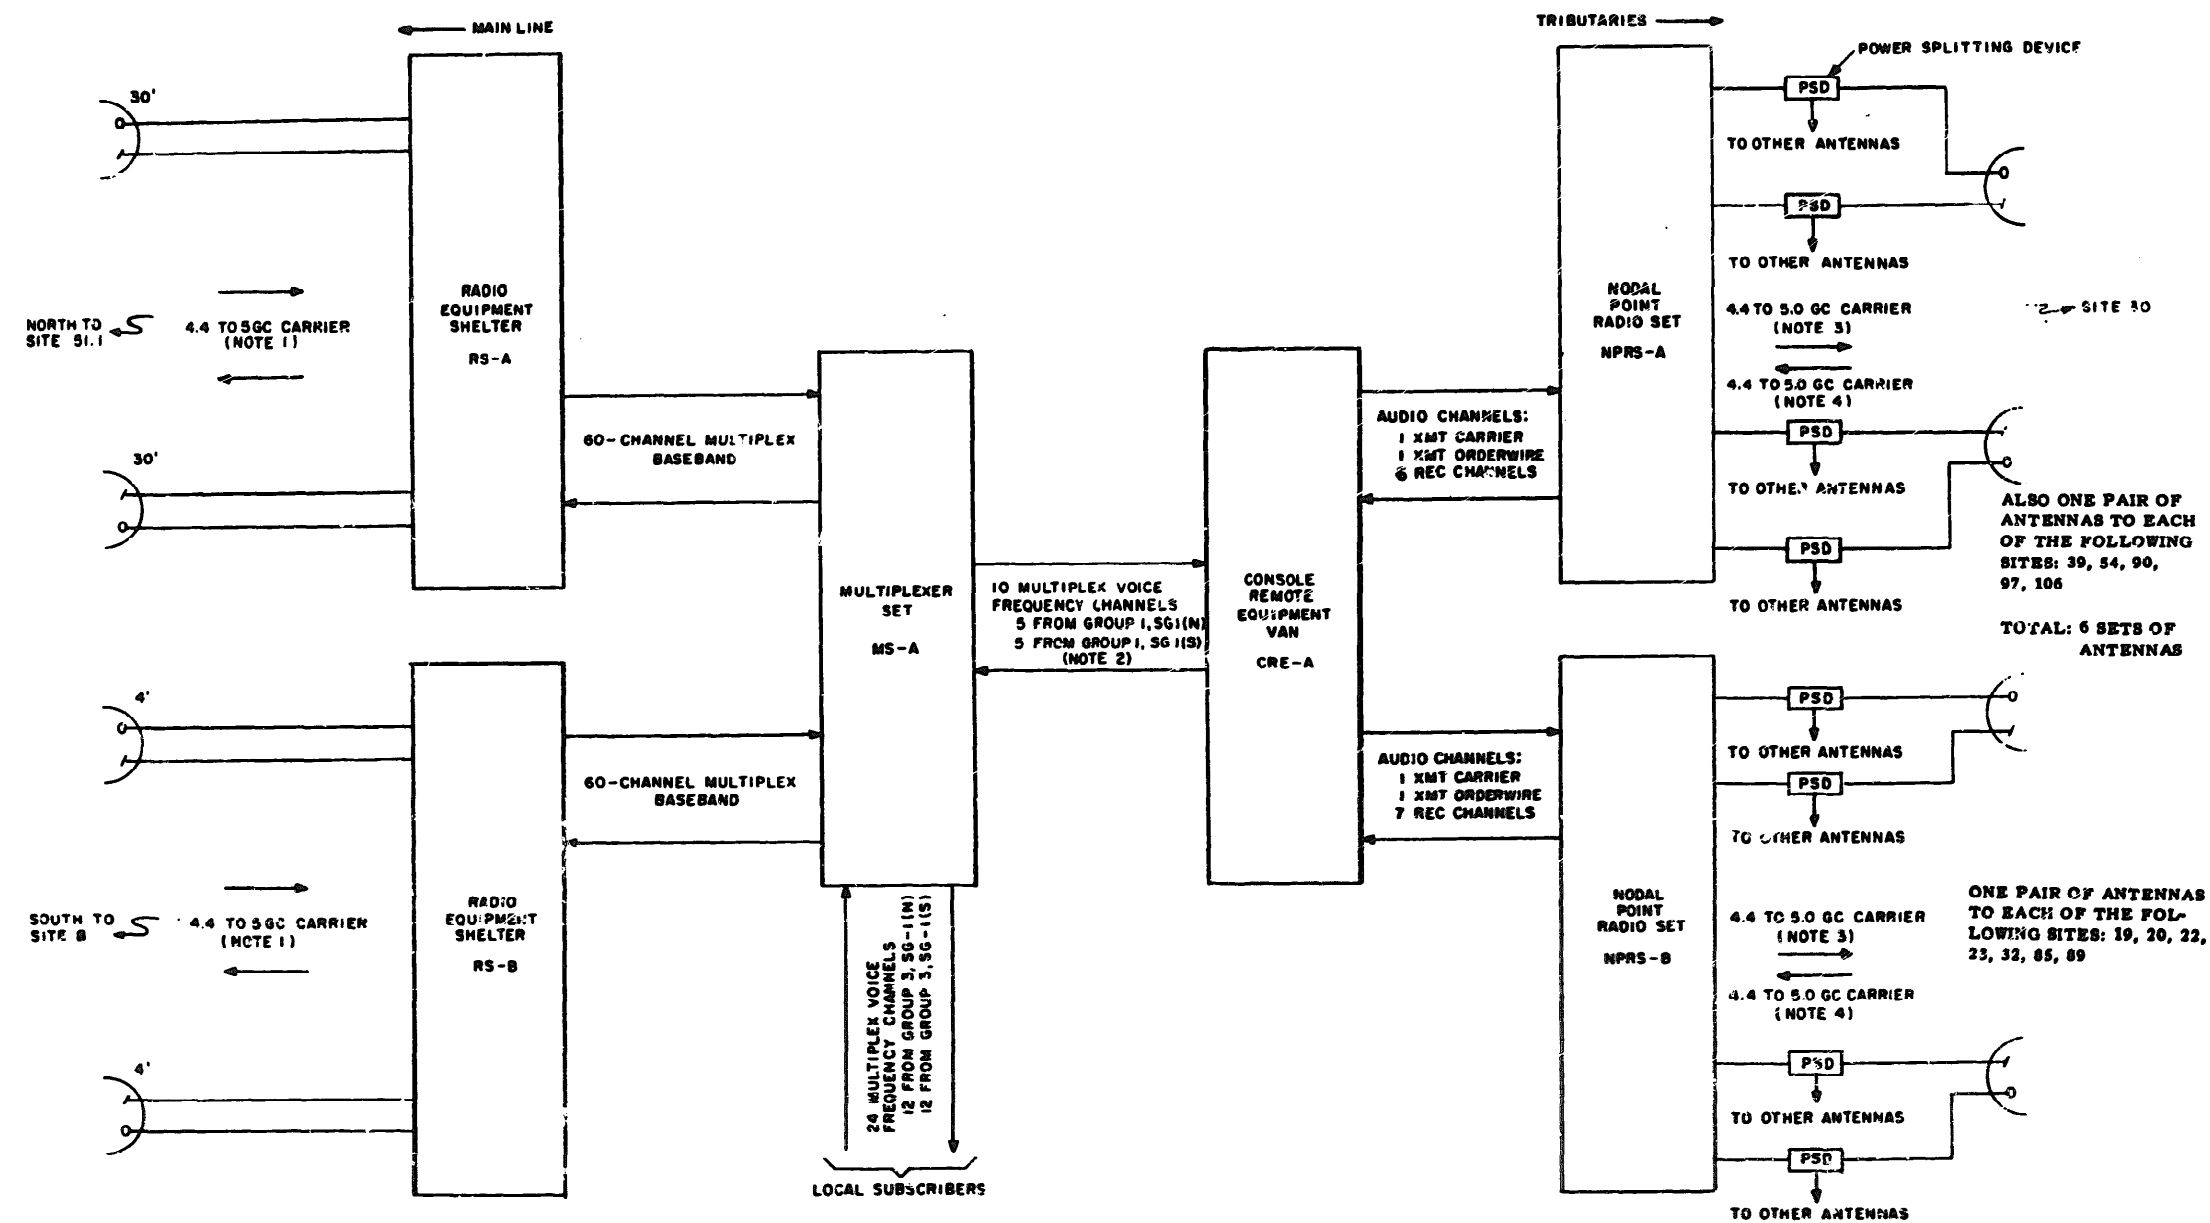 MAIN LINE
TRIBUTARIES
POWER SPLITTING DEVICE
30'
RADIO
EQUIPMENT
SHELTER
RS-A
NORTH TO
SITE 51.1
4.4 TO 5GC CARRIER
(NOTE 1)
30'
60-CHANNEL MULTIPLEX
BASEBAND
4'
RADIO
EQUIPMENT
SHELTER
RS-B
SOUTH TO
SITE 8
4.4 TO 5GC CARRIER
(NOTE 1)
4'
60-CHANNEL MULTIPLEX
BASEBAND
MULTIPLEXER
SET
MS-A
24 MULTIPLEX VOICE
FREQUENCY CHANNELS
12 FROM GROUP 3, SG-1(N)
12 FROM GROUP 3, SG-1(S)
LOCAL SUBSCRIBERS
10 MULTIPLEX VOICE
FREQUENCY CHANNELS
5 FROM GROUP 1, SG1(N)
5 FROM GROUP 1, SG1(S)
(NOTE 2)
CONSOLE
REMOTE
EQUIPMENT
VAN
CRE-A
AUDIO CHANNELS:
1 XMT CARRIER
1 XMT ORDERWIRE
6 REC CHANNELS
AUDIO CHANNELS:
1 XMT CARRIER
1 XMT ORDERWIRE
7 REC CHANNELS
NODAL
POINT
RADIO SET
NPRS-A
PSD
TO OTHER ANTENNAS
PSD
TO OTHER ANTENNAS
4.4 TO 5.0 GC CARRIER
(NOTE 3)
4.4 TO 5.0 GC CARRIER
(NOTE 4)
SITE
PSD
TO OTHER ANTENNAS
PSD
TO OTHER ANTENNAS
ALSO ONE PAIR OF
ANTENNAS TO EACH
OF THE FOLLOWING
SITES: 39, 54, 90,
97, 106
TOTAL: 6 SETS OF
ANTENNAS
NODAL
POINT
RADIO SET
NPRS-B
PSD
TO OTHER ANTENNAS
PSD
TO OTHER ANTENNAS
4.4 TO 5.0 GC CARRIER
(NOTE 3)
4.4 TO 5.0 GC CARRIER
(NOTE 4)
ONE PAIR OF ANTENNAS
TO EACH OF THE FOL-
LOWING SITES: 19, 20, 22,
23, 32, 85, 89
PSD
TO OTHER ANTENNAS
PSD
TO OTHER ANTENNAS